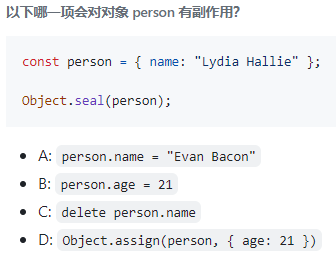 以下哪一项会对对象 person 有副作用？
const person = { name: "Lydia Hallie" };
Object.seal(person);
A: person.name = "Evan Bacon"
B: person.age = 21
C: delete person.name
D: Object.assign(person, { age: 21 })